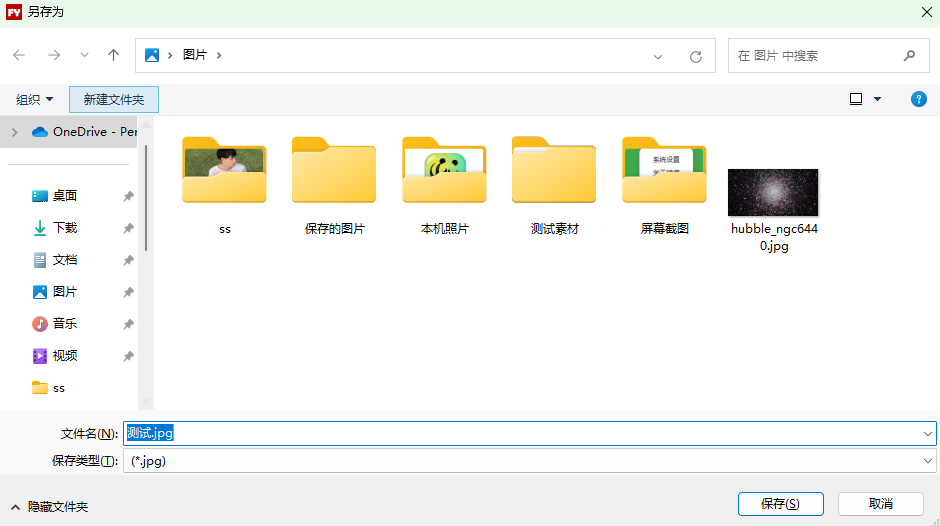 FV 另存为
图片
在 图片 中搜索
组织
新建文件夹
?
OneDrive - Per
桌面
下载
文档
图片
音乐
视频
ss
系统设置
ss
保存的图片
本机照片
测试素材
屏幕截图
hubble_ngc644
0.jpg
文件名(N):
测试.jpg
保存类型(T):
(*.jpg)
隐藏文件夹
保存(S)
取消